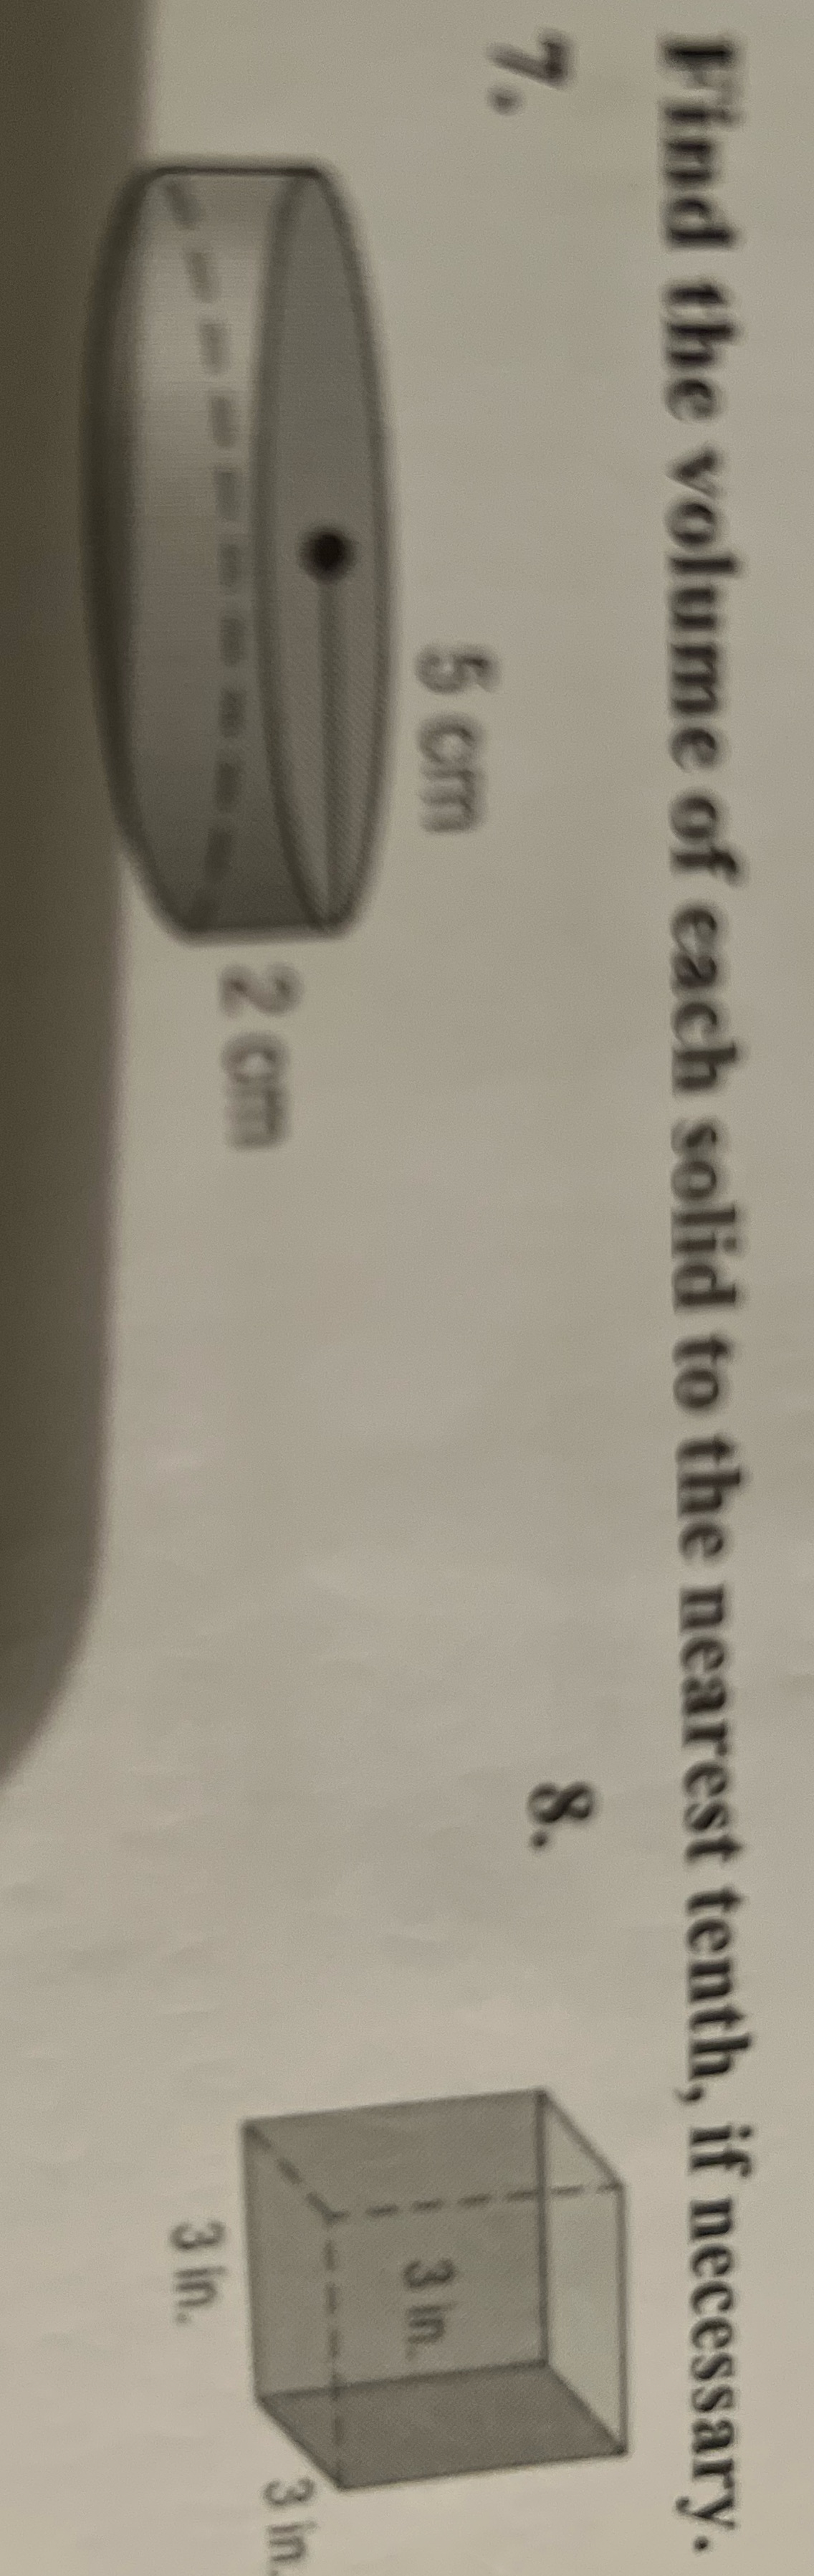 Find the volume of each solid to the nearest tenth, if necessary.
7.
5 cm
2 cm
8.
3 in.
3 in.
3 in.